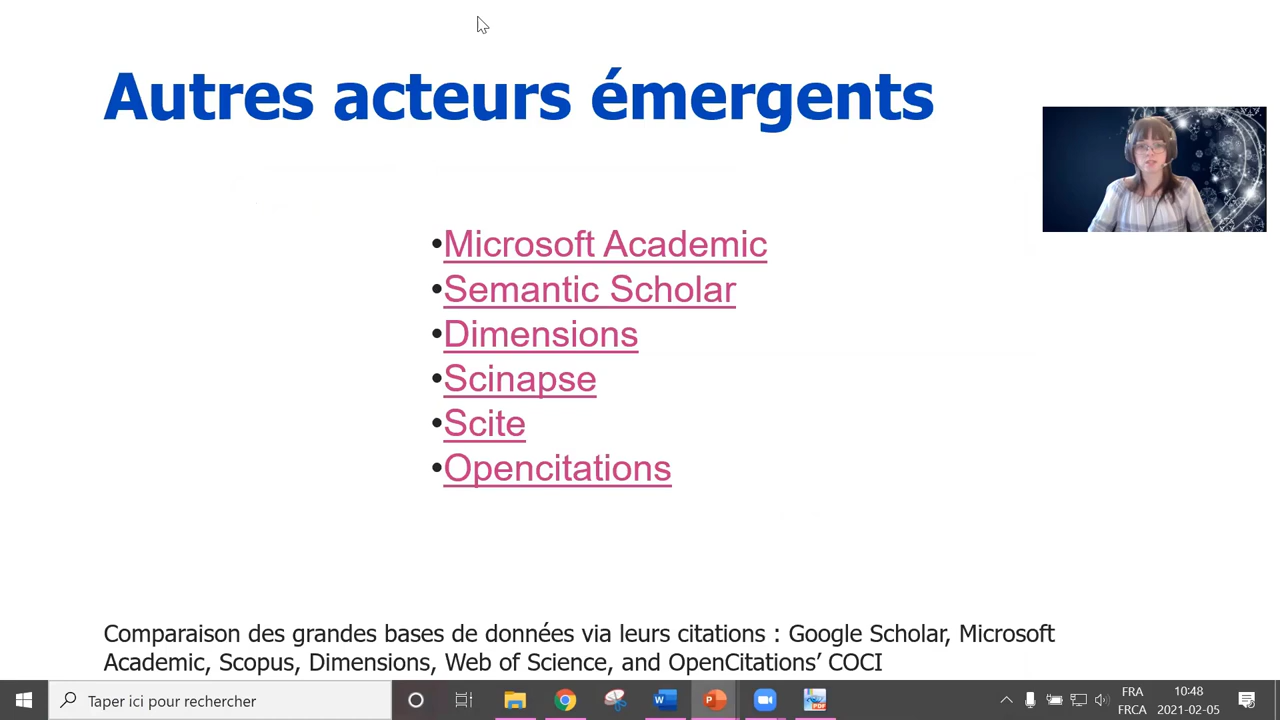 Autres acteurs émergents
•Microsoft Academic
•Semantic Scholar
•Dimensions
•Scinapse
•Scite
•Opencitations
Comparaison des grandes bases de données via leurs citations : Google Scholar, Microsoft
Academic, Scopus, Dimensions, Web of Science, and OpenCitations’ COCI
Taper ici pour rechercher
FRA
FRCA
10:48
2021-02-05